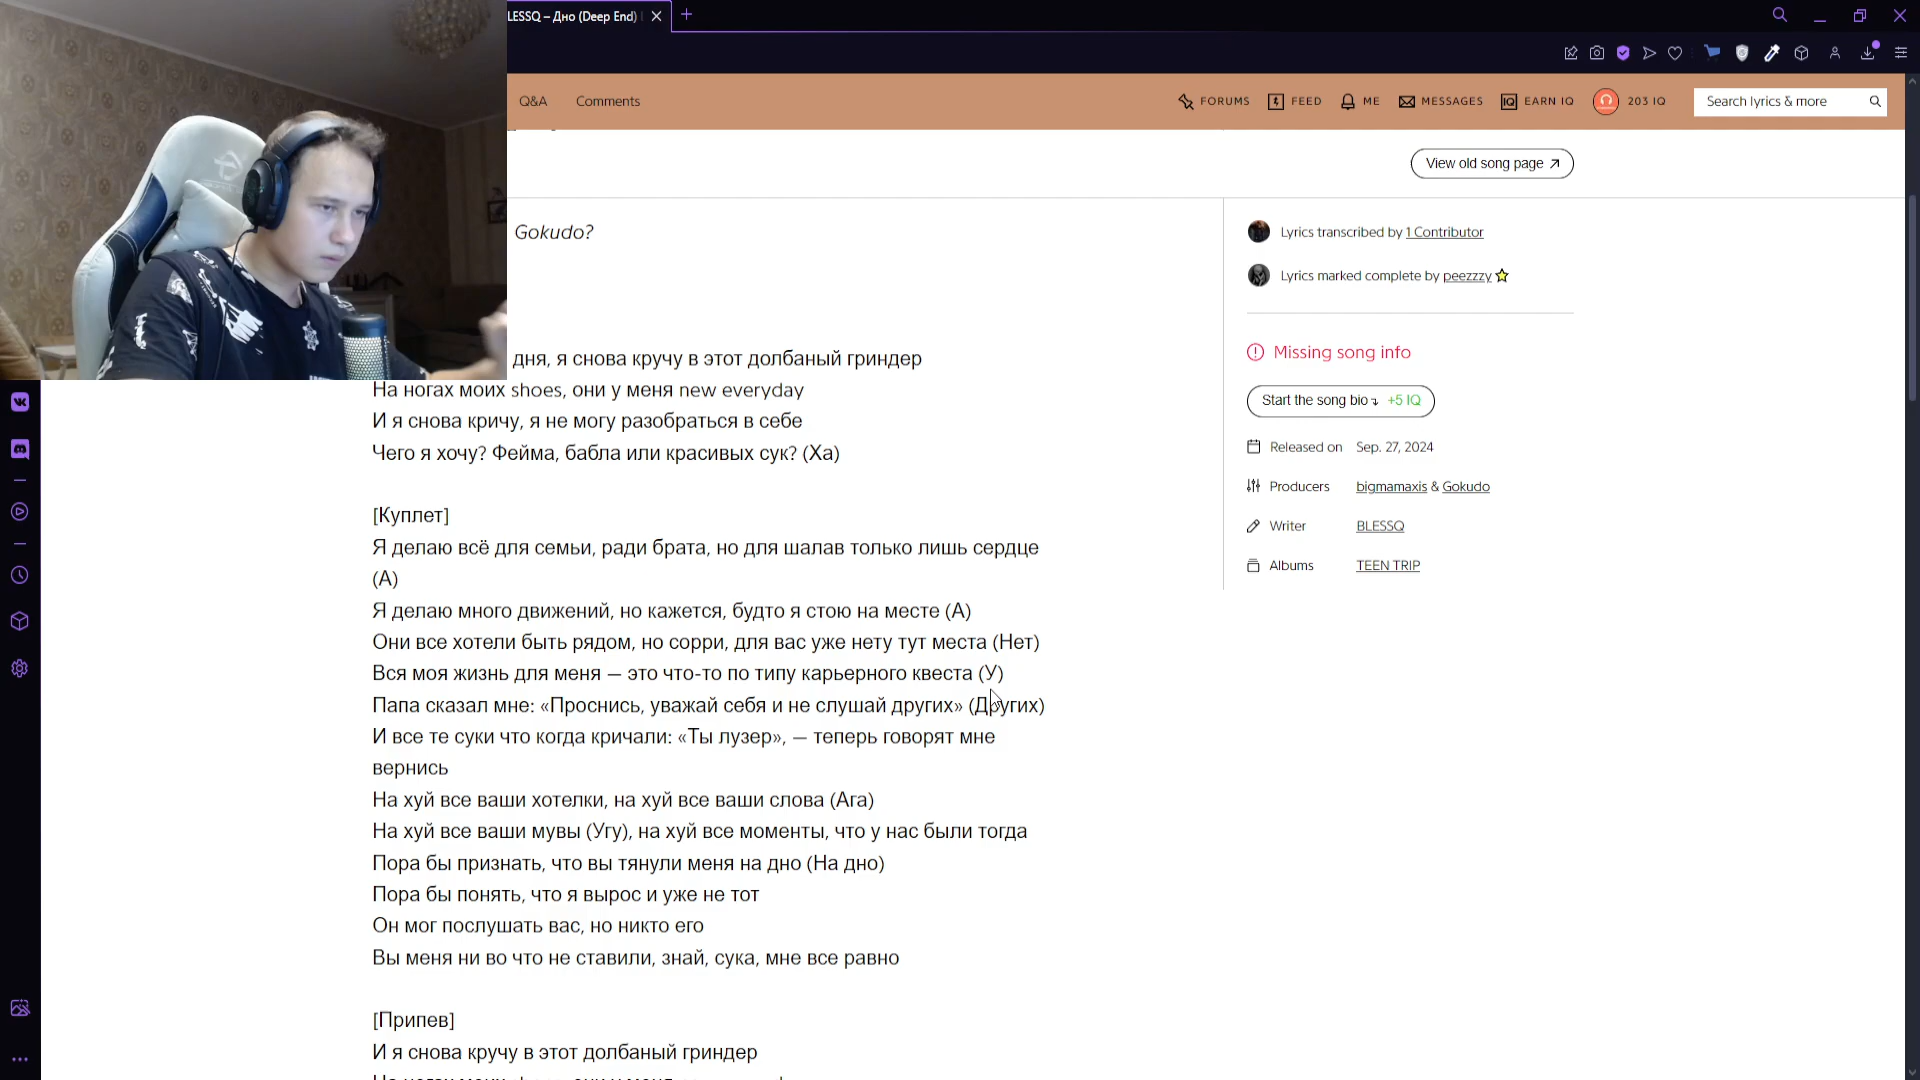 LESSQ – Дно (Deep End)
Q&A Comments FORUMS FEED ME MESSAGES EARN IQ 203 IQ Search lyrics & more
View old song page
Gokudo?
Lyrics transcribed by 1 Contributor
Lyrics marked complete by peezzzy
Missing song info
Start the song bio +5 IQ
Released on Sep. 27, 2024
Producers bigmamaxis & Gokudo
Writer BLESSQ
Albums TEEN TRIP
дня, я снова кручу в этот долбаный гриндер
На ногах моих shoes, они у меня new everyday
И я снова кричу, я не могу разобраться в себе
Чего я хочу? Фейма, бабла или красивых сук? (Ха)
[Куплет]
Я делаю всё для семьи, ради брата, но для шалав только лишь сердце
(А)
Я делаю много движений, но кажется, будто я стою на месте (А)
Они все хотели быть рядом, но сорри, для вас уже нету тут места (Нет)
Вся моя жизнь для меня — это что-то по типу карьерного квеста (У)
Папа сказал мне: «Проснись, уважай себя и не слушай других» (Других)
И все те суки что когда кричали: «Ты лузер», — теперь говорят мне
вернись
На хуй все ваши хотелки, на хуй все ваши слова (Ага)
На хуй все ваши мувы (Угу), на хуй все моменты, что у нас были тогда
Пора бы признать, что вы тянули меня на дно (На дно)
Пора бы понять, что я вырос и уже не тот
Он мог послушать вас, но никто его
Вы меня ни во что не ставили, знай, сука, мне все равно
[Припев]
И я снова кручу в этот долбаный гриндер